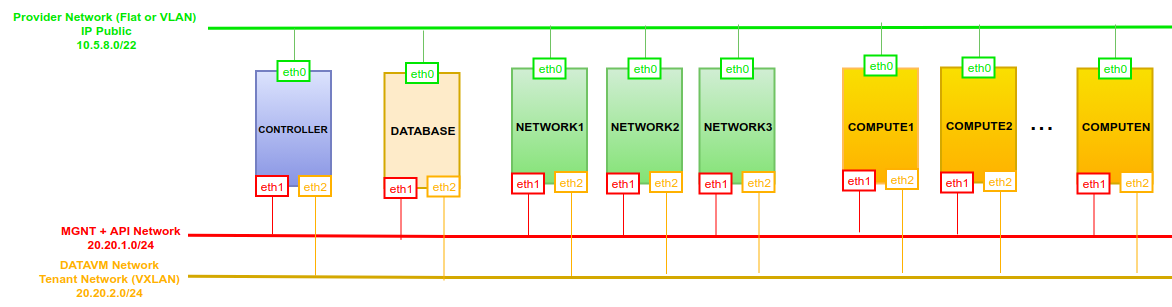 Provider Network (Flat or VLAN)
IP Public
10.5.8.0/22
eth0
eth0
eth0
eth0
eth0
eth0
eth0
eth0
CONTROLLER
DATABASE
NETWORK1
NETWORK2
NETWORK3
COMPUTE1
COMPUTE2
...
COMPUTEN
eth1
eth2
eth1
eth2
eth1
eth2
eth1
eth2
eth1
eth2
eth1
eth2
eth1
eth2
eth1
eth2
MGNT + API Network
20.20.1.0/24
DATAVM Network
Tenant Network (VXLAN)
20.20.2.0/24